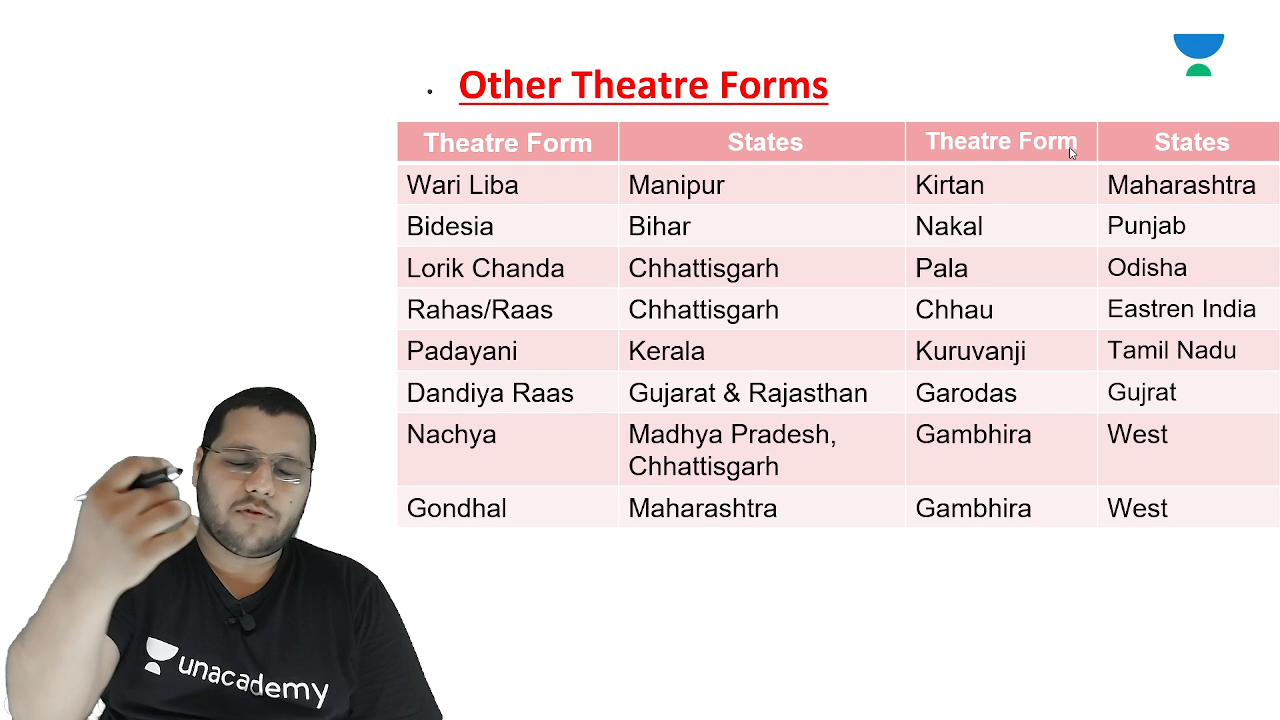 Other Theatre Forms
Theatre Form States Theatre Form States
Wari Liba Manipur Kirtan Maharashtra
Bidesia Bihar Nakal Punjab
Lorik Chanda Chhattisgarh Pala Odisha
Rahas/Raas Chhattisgarh Chhau Eastren India
Padayani Kerala Kuruvanji Tamil Nadu
Dandiya Raas Gujarat & Rajasthan Garodas Gujrat
Nachya Madhya Pradesh, Gambhira West
Chhattisgarh
Gondhal Maharashtra Gambhira West
unacademy